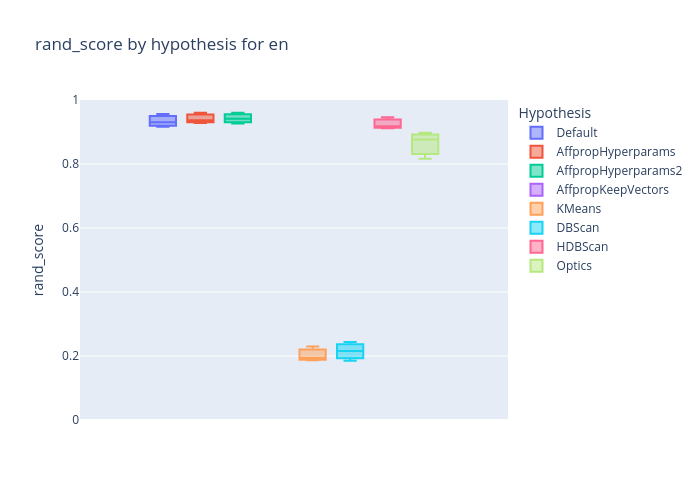 rand_score by hypothesis for en
1
0.8
0.6
0.4
0.2
0
rand_score
Hypothesis
Default
AffpropHyperparams
AffpropHyperparams2
AffpropKeepVectors
KMeans
DBScan
HDBScan
Optics